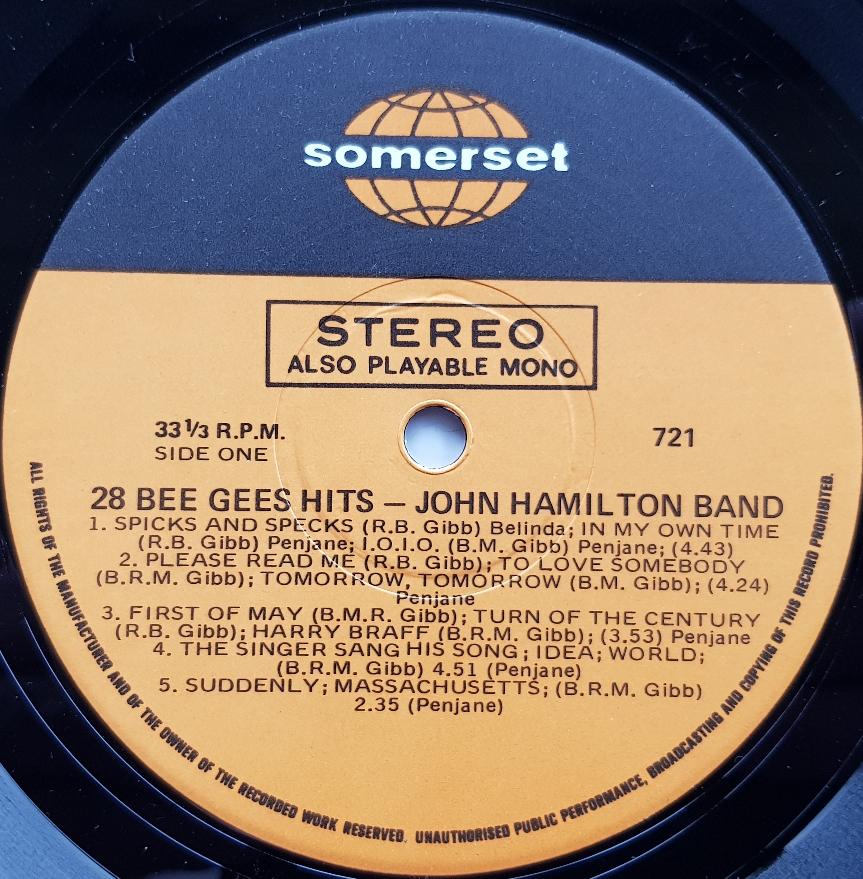 somerset
STEREO
ALSO PLAYABLE MONO
33 1/3 R.P.M.
SIDE ONE
721
28 BEE GEES HITS – JOHN HAMILTON BAND
1. SPICKS AND SPECKS (R.B. Gibb) Belinda; IN MY OWN TIME
(R.B. Gibb) Penjane; I.O.I.O. (B.M. Gibb) Penjane; (4.43)
2. PLEASE READ ME (R.B. Gibb); TO LOVE SOMEBODY
(B.R.M. Gibb); TOMORROW, TOMORROW (B.M. Gibb); (4.24)
Penjane
3. FIRST OF MAY (B.M.R. Gibb); TURN OF THE CENTURY
(R.B. Gibb); HARRY BRAFF (B.R.M. Gibb); (3.53) Penjane
4. THE SINGER SANG HIS SONG; IDEA; WORLD;
(B.R.M. Gibb) 4.51 (Penjane)
5. SUDDENLY; MASSACHUSETTS; (B.R.M. Gibb)
2.35 (Penjane)
ALL RIGHTS OF THE MANUFACTURER AND OF THE OWNER OF THE RECORDED WORK RESERVED. UNAUTHORISED PUBLIC PERFORMANCE, BROADCASTING AND COPYING OF THIS RECORD PROHIBITED.